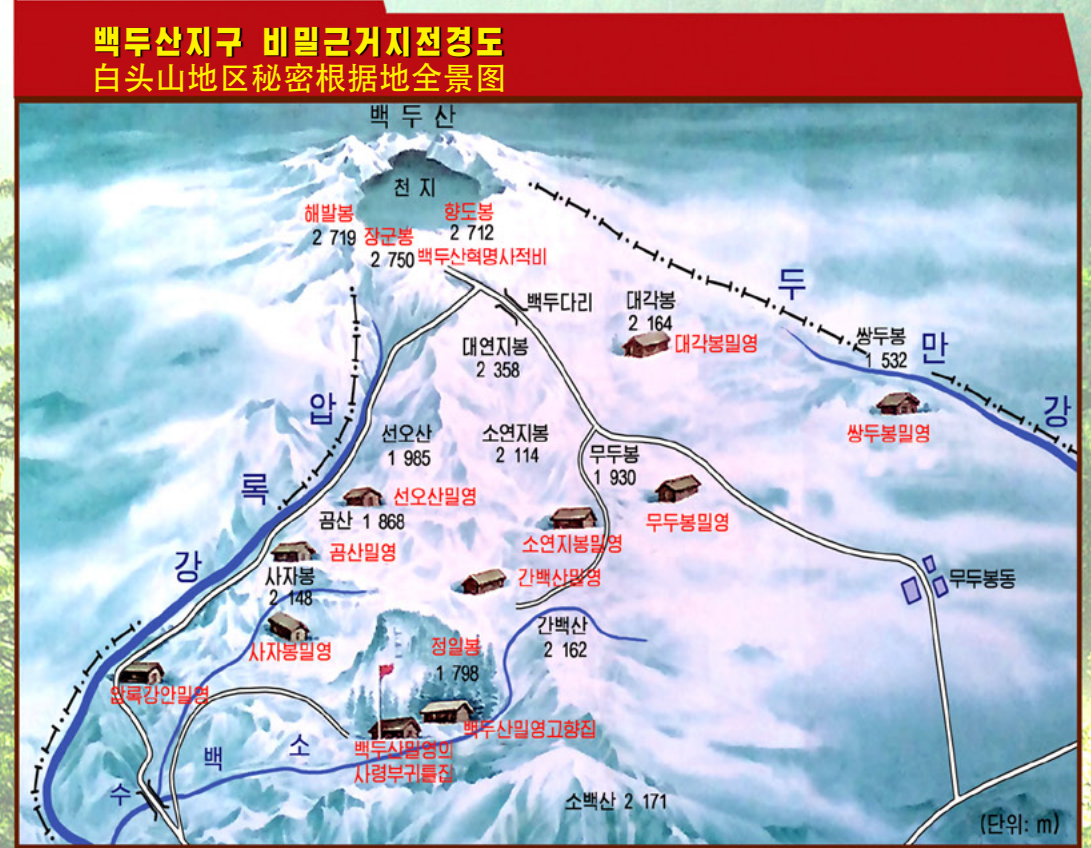 백두산지구 비밀근거지전경도
白头山地区秘密根据地全景图
백두산
천지
해발봉
2 719
향도봉
2 712
장군봉
2 750
백두산혁명사적비
백두다리
대각봉
2 164
대각봉밀영
두
만
강
쌍두봉
1 532
쌍두봉밀영
대연지봉
2 358
압
록
강
선오산
1 985
선오산밀영
소연지봉
2 114
무두봉
1 930
무두봉밀영
곰산 1 868
곰산밀영
소연지봉밀영
사자봉
2 148
사자봉밀영
간백산밀영
간백산
2 162
무두봉동
정일봉
1 798
압록강안밀영
백두산밀영고향집
백두산밀영의
사령부귀틀집
소
백
수
소백산 2 171
(단위: m)